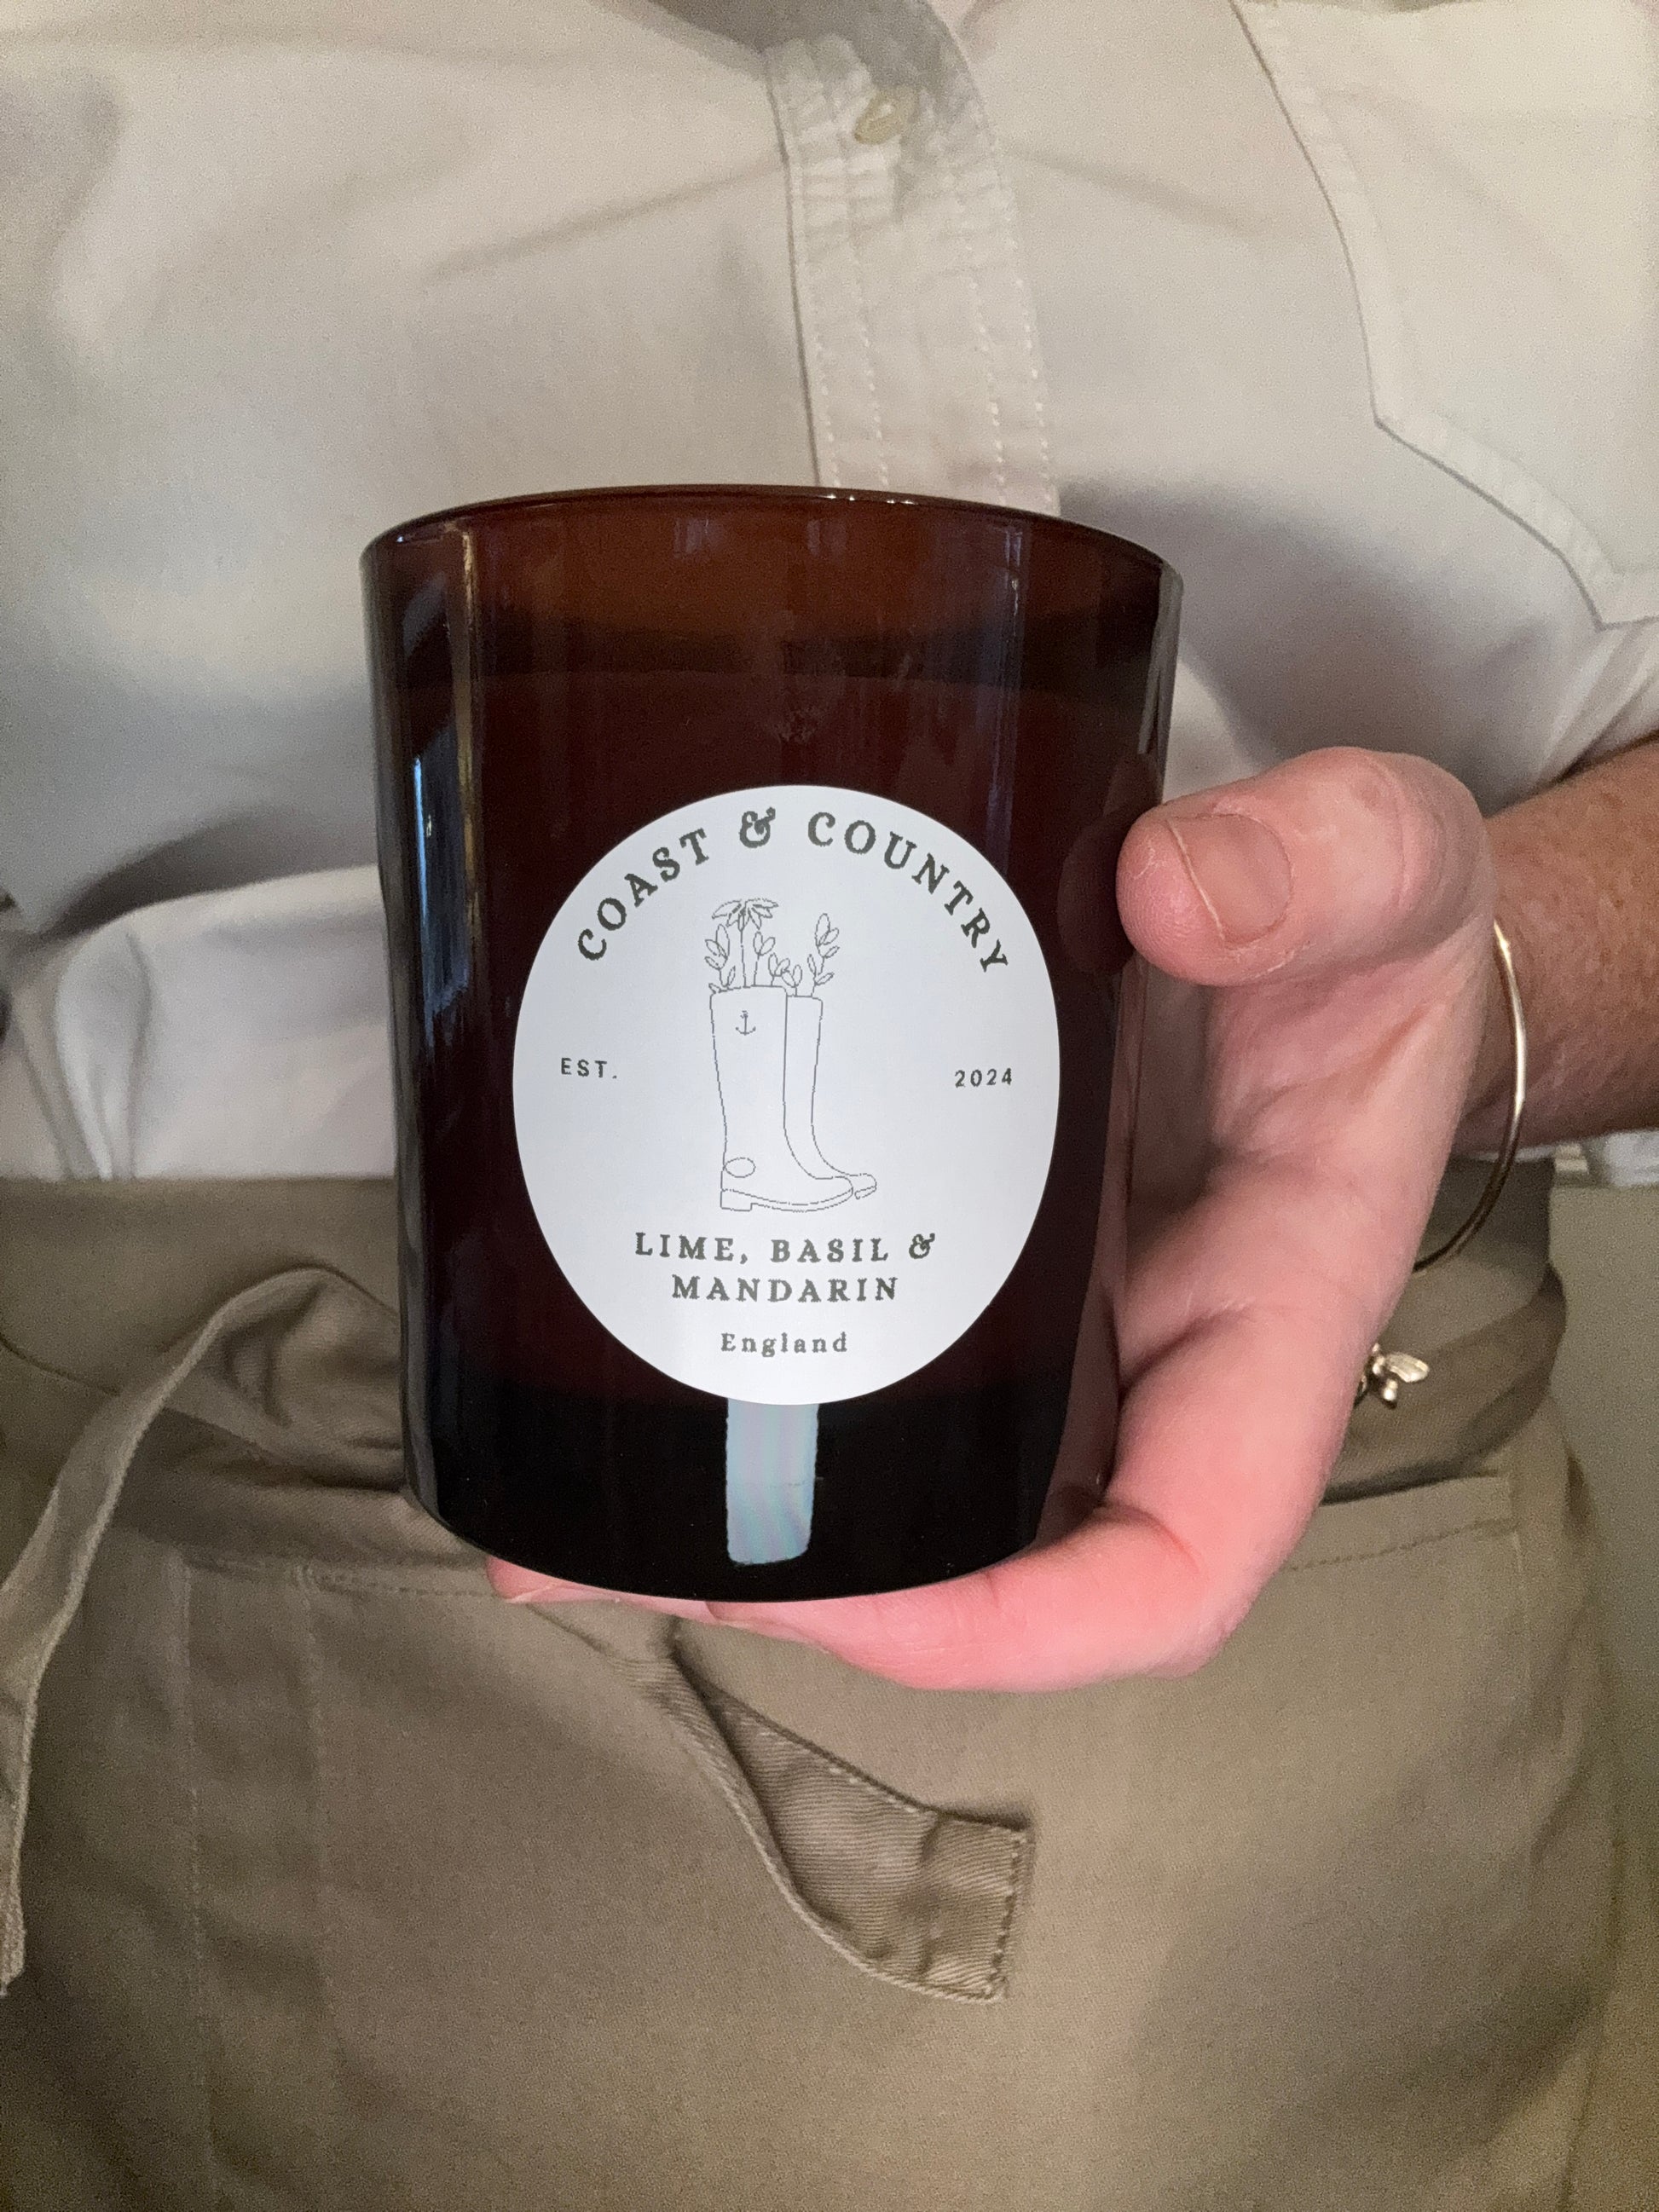 COAST & COUNTRY
EST. 2024
LIME, BASIL &
MANDARIN
England